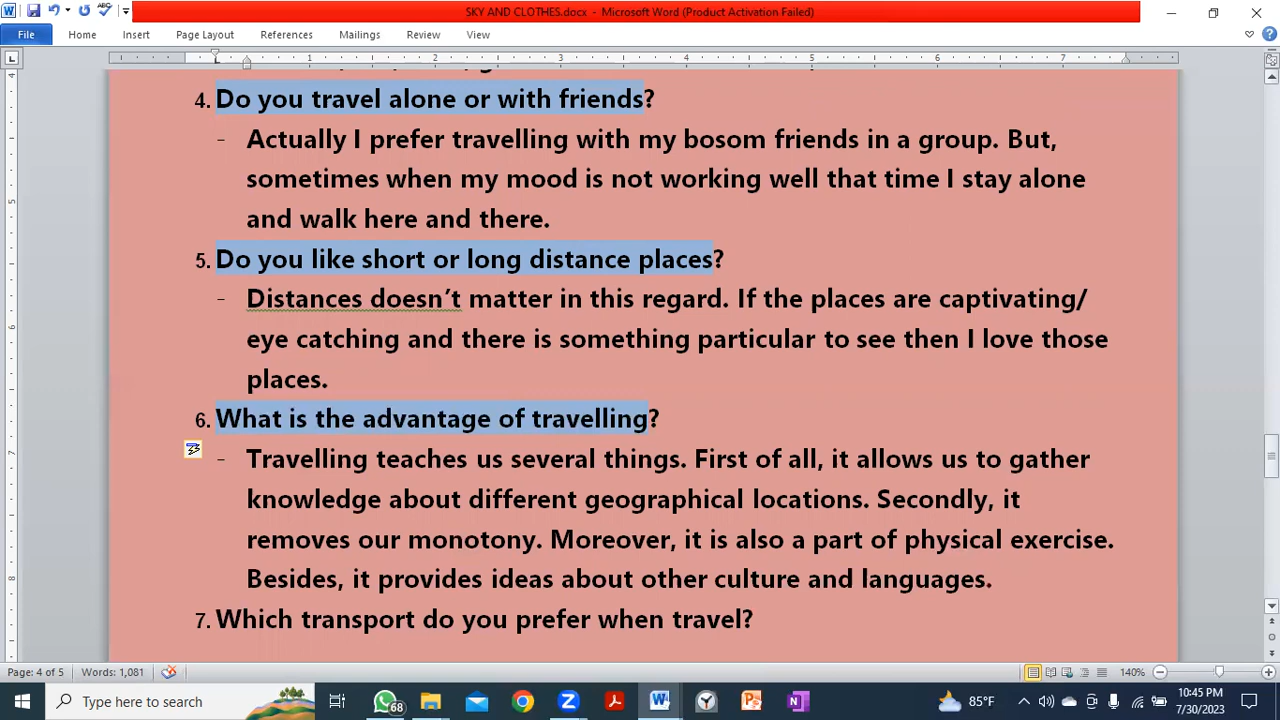 SKY AND CLOTHES.docx - Microsoft Word (Product Activation Failed)
File Home Insert Page Layout References Mailings Review View
1 2 3 4 5 6 7
4. Do you travel alone or with friends?
- Actually I prefer travelling with my bosom friends in a group. But,
sometimes when my mood is not working well that time I stay alone
and walk here and there.
5. Do you like short or long distance places?
- Distances doesn’t matter in this regard. If the places are captivating/
eye catching and there is something particular to see then I love those
places.
6. What is the advantage of travelling?
- Travelling teaches us several things. First of all, it allows us to gather
knowledge about different geographical locations. Secondly, it
removes our monotony. Moreover, it is also a part of physical exercise.
Besides, it provides ideas about other culture and languages.
7. Which transport do you prefer when travel?
Page: 4 of 5 Words: 1,081 140%
Type here to search 68 85°F 10:45 PM
7/30/2023